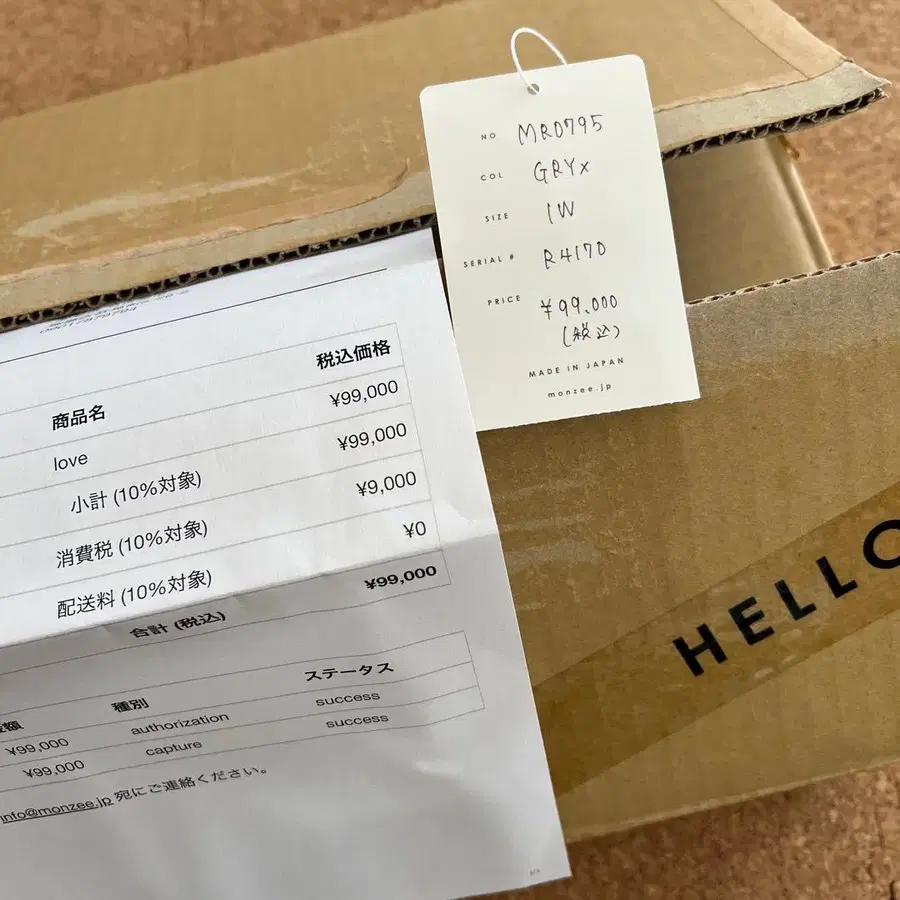 NO MR0795
COL GRYx
SIZE 1W
SERIAL # R4170
PRICE ¥99,000
(税込)
MADE IN JAPAN
monzee.jp
税込価格
商品名 ¥99,000
love ¥99,000
小計 (10%対象) ¥9,000
消費税 (10%対象) ¥0
配送料 (10%対象) ¥99,000
合計 (税込)
種別 ステータス
¥99,000 authorization success
¥99,000 capture success
info@monzee.jp 宛にご連絡ください。
HELLO